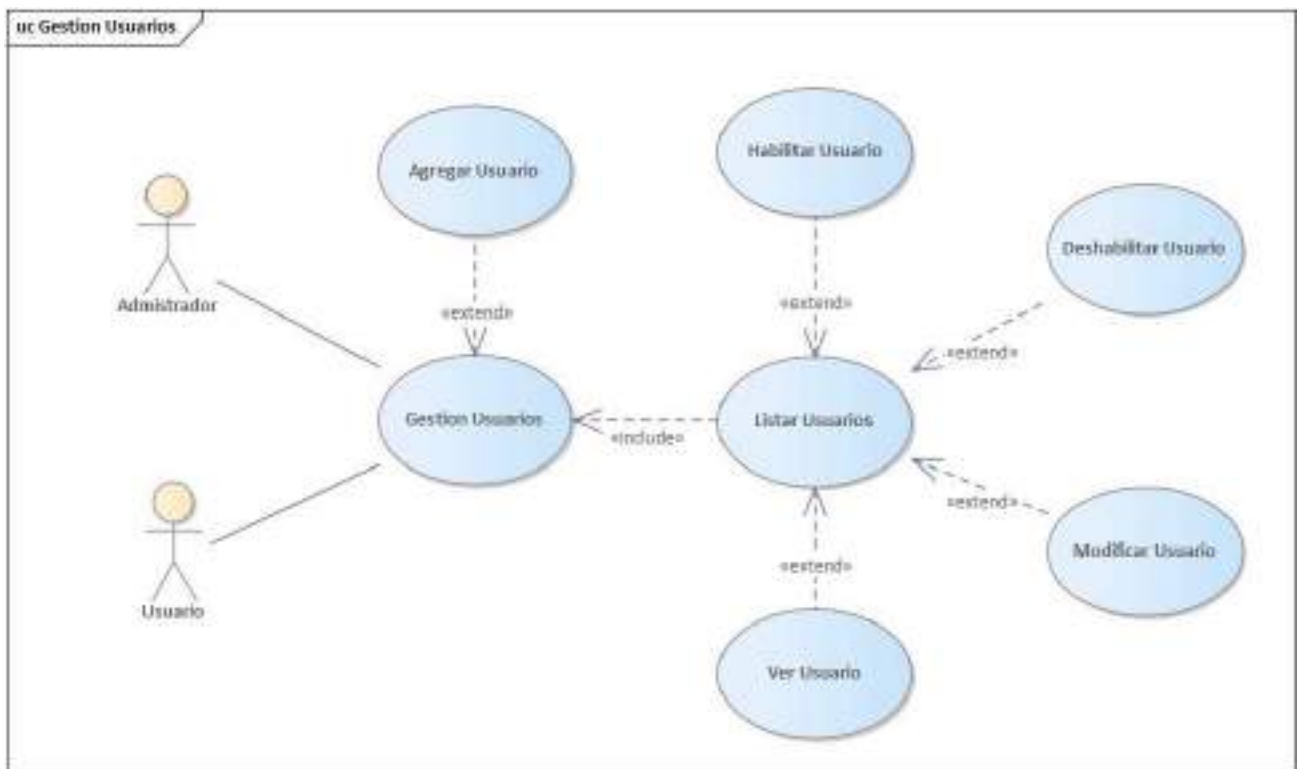 uc Gestion Usuarios
Agregar Usuario
Habilitar Usuario
Deshabilitar Usuario
Admistrador
«extend»
«extend»
«extend»
Gestion Usuarios
«include»
Listar Usuarios
«extend»
Modificar Usuario
«extend»
Usuario
Ver Usuario